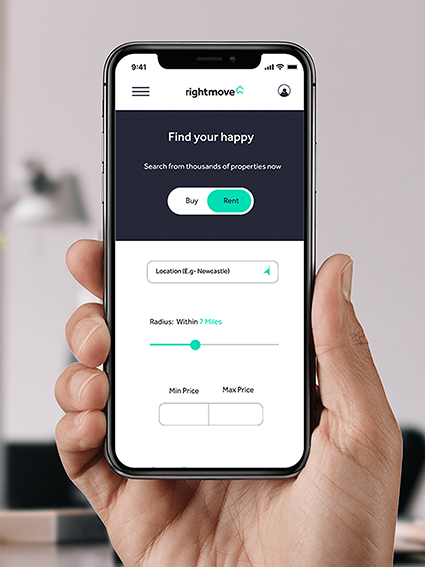 9:41
rightmove
Find your happy
Search from thousands of properties now
Buy Rent
Location (E.g- Newcastle)
Radius: Within 7 Miles
Min Price Max Price